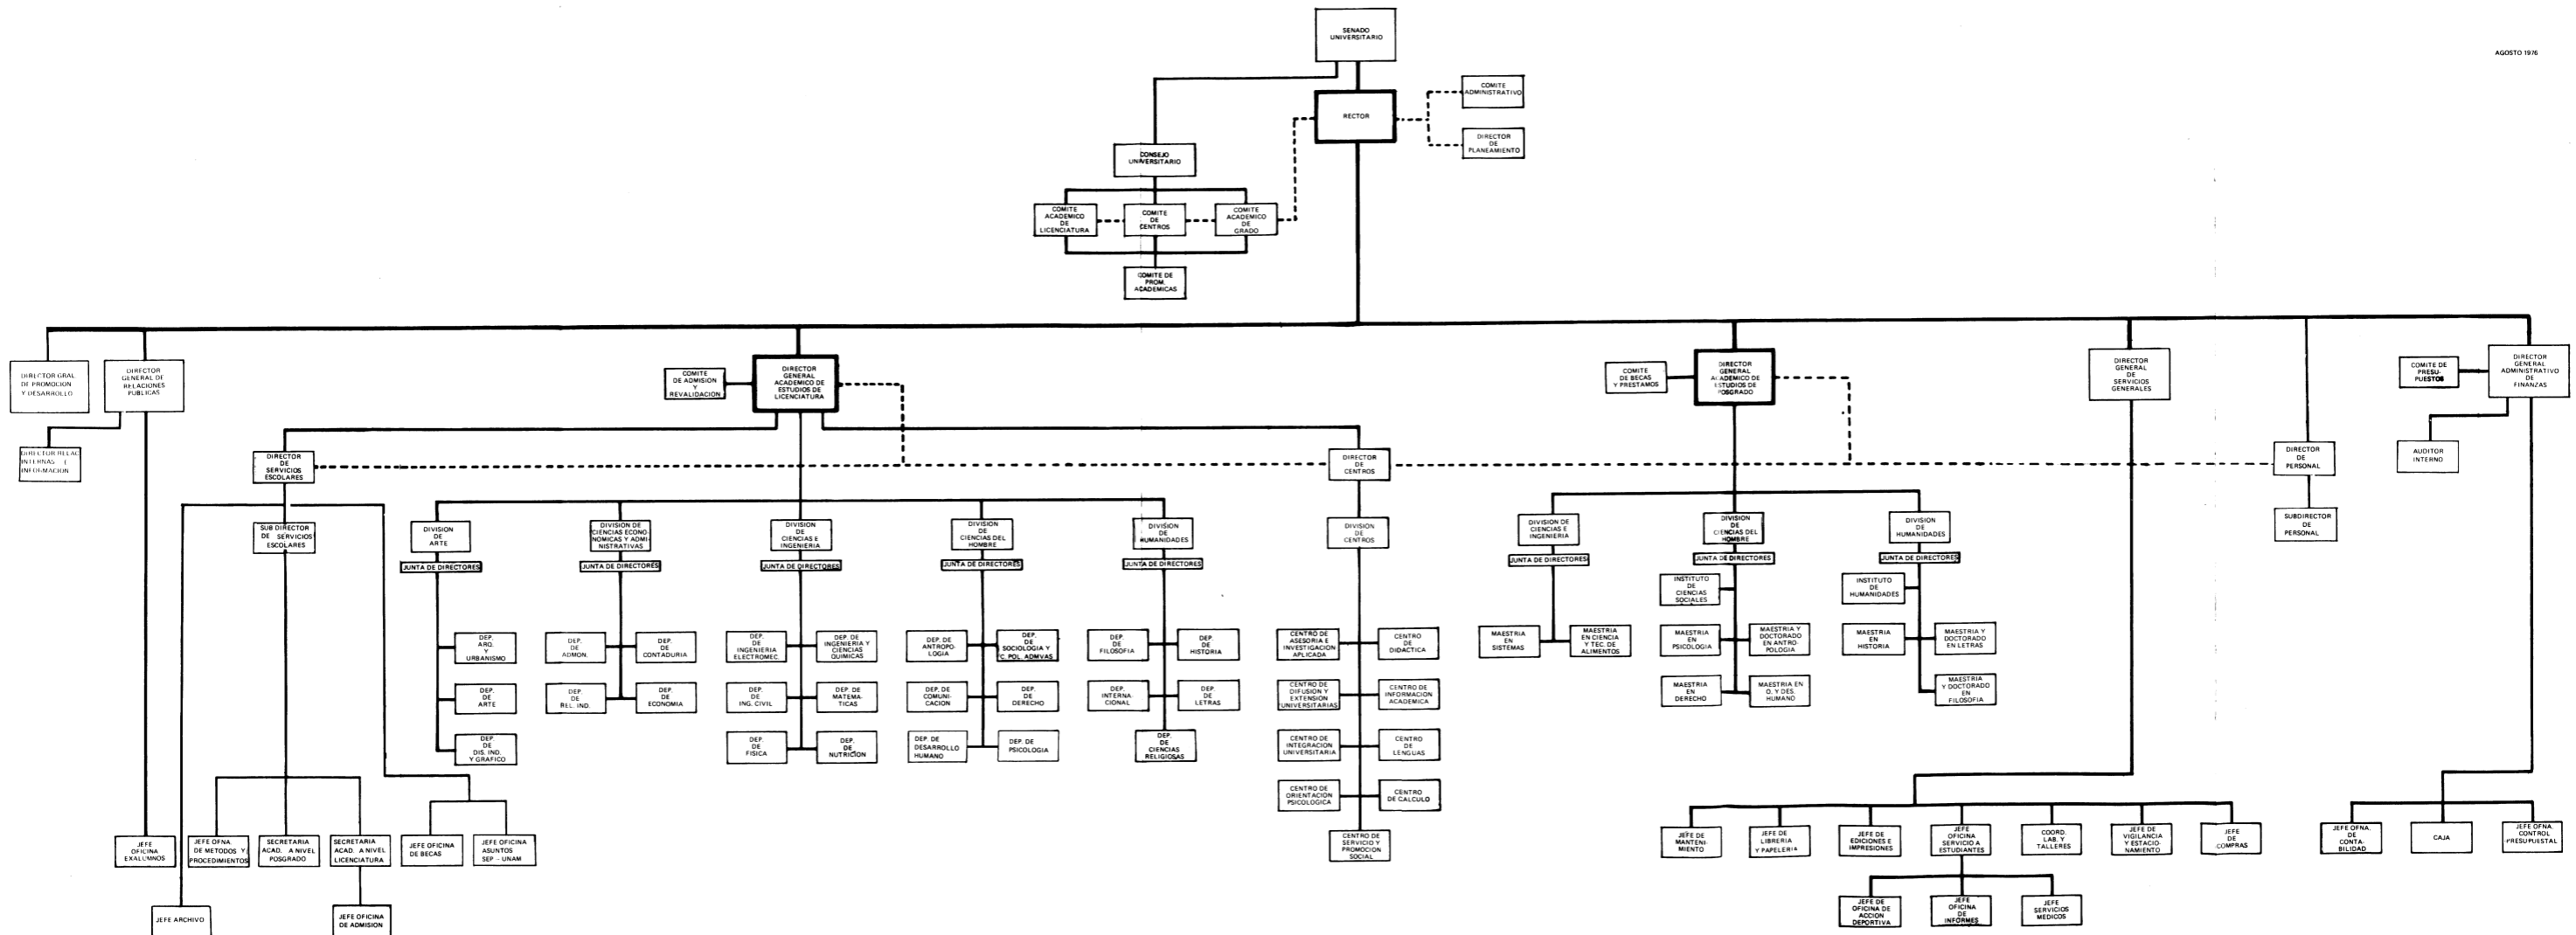 SENADO
UNIVERSITARIO
AGOSTO 1976
COMITE
ADMINISTRATIVO
RECTOR
DIRECTOR
DE
PLANEAMIENTO
CONSEJO
UNIVERSITARIO
COMITE
ACADEMICO
DE
LICENCIATURA
COMITE
DE
CENTROS
COMITE
ACADEMICO
DE
GRADO
COMITE DE
PROM.
ACADEMICAS
DIRECTOR GRAL
DE PROMOCION
Y DESARROLLO
DIRECTOR
GENERAL DE
RELACIONES
PUBLICAS
COMITE
DE ADMISION
Y
REVALIDACION
DIRECTOR
GENERAL
ACADEMICO DE
ESTUDIOS DE
LICENCIATURA
COMITE
DE BECAS
Y PRESTAMOS
DIRECTOR
GENERAL
ACADEMICO DE
ESTUDIOS DE
POSGRADO
DIRECTOR
GENERAL
DE
SERVICIOS
GENERALES
COMITE DE
PRESU-
PUESTOS
DIRECTOR
GENERAL
ADMINISTRATIVO
DE
FINANZAS
DIRECTOR RELAC
INTERNAS E
INFORMACION
DIRECTOR
DE
SERVICIOS
ESCOLARES
DIRECTOR
DE
CENTROS
DIRECTOR
DE
PERSONAL
AUDITOR
INTERNO
SUB DIRECTOR
DE SERVICIOS
ESCOLARES
DIVISION
DE
ARTE
JUNTA DE DIRECTORES
DIVISION DE
CIENCIAS ECONO-
NOMICAS Y ADMI-
NISTRATIVAS
JUNTA DE DIRECTORES
DIVISION
DE
CIENCIAS E
INGENIERIA
JUNTA DE DIRECTORES
DIVISION
DE
CIENCIAS DEL
HOMBRE
JUNTA DE DIRECTORES
DIVISION
DE
HUMANIDADES
JUNTA DE DIRECTORES
DIVISION
DE
CENTROS
DIVISION DE
CIENCIAS E
INGENIERIA
JUNTA DE DIRECTORES
DIVISION
DE
CIENCIAS DEL
HOMBRE
JUNTA DE DIRECTORES
DIVISION
DE
HUMANIDADES
JUNTA DE DIRECTORES
SUBDIRECTOR
DE
PERSONAL
INSTITUTO
DE
CIENCIAS
SOCIALES
INSTITUTO
DE
HUMANIDADES
DEP.
ARQ.
Y
URBANISMO
DEP.
DE
ADMON.
DEP.
DE
CONTADURIA
DEP.
DE
INGENIERIA
ELECTROMEC.
DEP. DE
INGENIERIA Y
CIENCIAS
QUIMICAS
DEP. DE
ANTROPO-
LOGIA
DEP.
DE
SOCIOLOGIA Y
C. POL. ADMVAS
DEP.
DE
FILOSOFIA
DEP.
DE
HISTORIA
CENTRO DE
ASESORIA E
INVESTIGACION
APLICADA
CENTRO
DE
DIDACTICA
MAESTRIA
EN
SISTEMAS
MAESTRIA
EN CIENCIA
Y TEC. DE
ALIMENTOS
MAESTRIA
EN
PSICOLOGIA
MAESTRIA Y
DOCTORADO
EN ANTRO-
POLOGIA
MAESTRIA
EN
HISTORIA
MAESTRIA Y
DOCTORADO
EN LETRAS
DEP.
DE
ARTE
DEP.
DE
REL. IND.
DEP.
DE
ECONOMIA
DEP.
DE
ING. CIVIL
DEP. DE
MATEMA-
TICAS
DEP. DE
COMUNI-
CACION
DEP.
DE
DERECHO
DEP.
INTERNA
CIONAL
DEP.
DE
LETRAS
CENTRO DE
DIFUSION Y
EXTENSION
UNIVERSITARIAS
CENTRO DE
INFORMACION
ACADEMICA
MAESTRIA
EN
DERECHO
MAESTRIA EN
O. Y DES.
HUMANO
MAESTRIA
Y DOCTORADO
EN
FILOSOFIA
DEP.
DE
DIS. IND.
Y GRAFICO
DEP.
DE
FISICA
DEP.
DE
NUTRICION
DEP. DE
DESARROLLO
HUMANO
DEP. DE
PSICOLOGIA
DEP.
DE
CIENCIAS
RELIGIOSAS
CENTRO DE
INTEGRACION
UNIVERSITARIA
CENTRO
DE
LENGUAS
CENTRO DE
ORIENTACION
PSICOLOGICA
CENTRO
DE CALCULO
CENTRO DE
SERVICIO Y
PROMOCION
SOCIAL
JEFE
OFICINA
EXALUMNOS
JEFE OFNA.
DE METODOS Y
PROCEDIMIENTOS
SECRETARIA
ACAD. A NIVEL
POSGRADO
SECRETARIA
ACAD. A NIVEL
LICENCIATURA
JEFE OFICINA
DE BECAS
JEFE OFICINA
ASUNTOS
SEP - UNAM
JEFE DE
MANTENI-
MIENTO
JEFE DE
LIBRERIA
Y PAPELERIA
JEFE DE
EDICIONES E
IMPRESIONES
JEFE
OFICINA
SERVICIO A
ESTUDIANTES
COORD.
LAB. Y
TALLERES
JEFE DE
VIGILANCIA
Y ESTACIO-
NAMIENTO
JEFE
DE
COMPRAS
JEFE OFNA.
DE
CONTA-
BILIDAD
CAJA
JEFE OFNA.
CONTROL
PRESUPUESTAL
JEFE ARCHIVO
JEFE OFICINA
DE ADMISION
JEFE DE
OFICINA DE
ACCION
DEPORTIVA
JEFE
OFICINA
DE
INFORMES
JEFE
SERVICIOS
MEDICOS